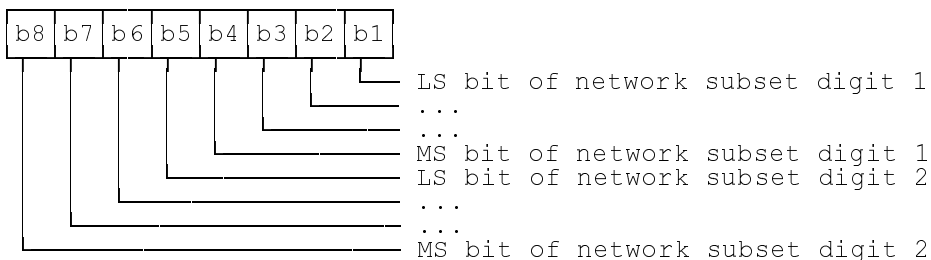 b8 b7 b6 b5 b4 b3 b2 b1
LS bit of network subset digit 1
...
...
MS bit of network subset digit 1
LS bit of network subset digit 2
...
...
MS bit of network subset digit 2